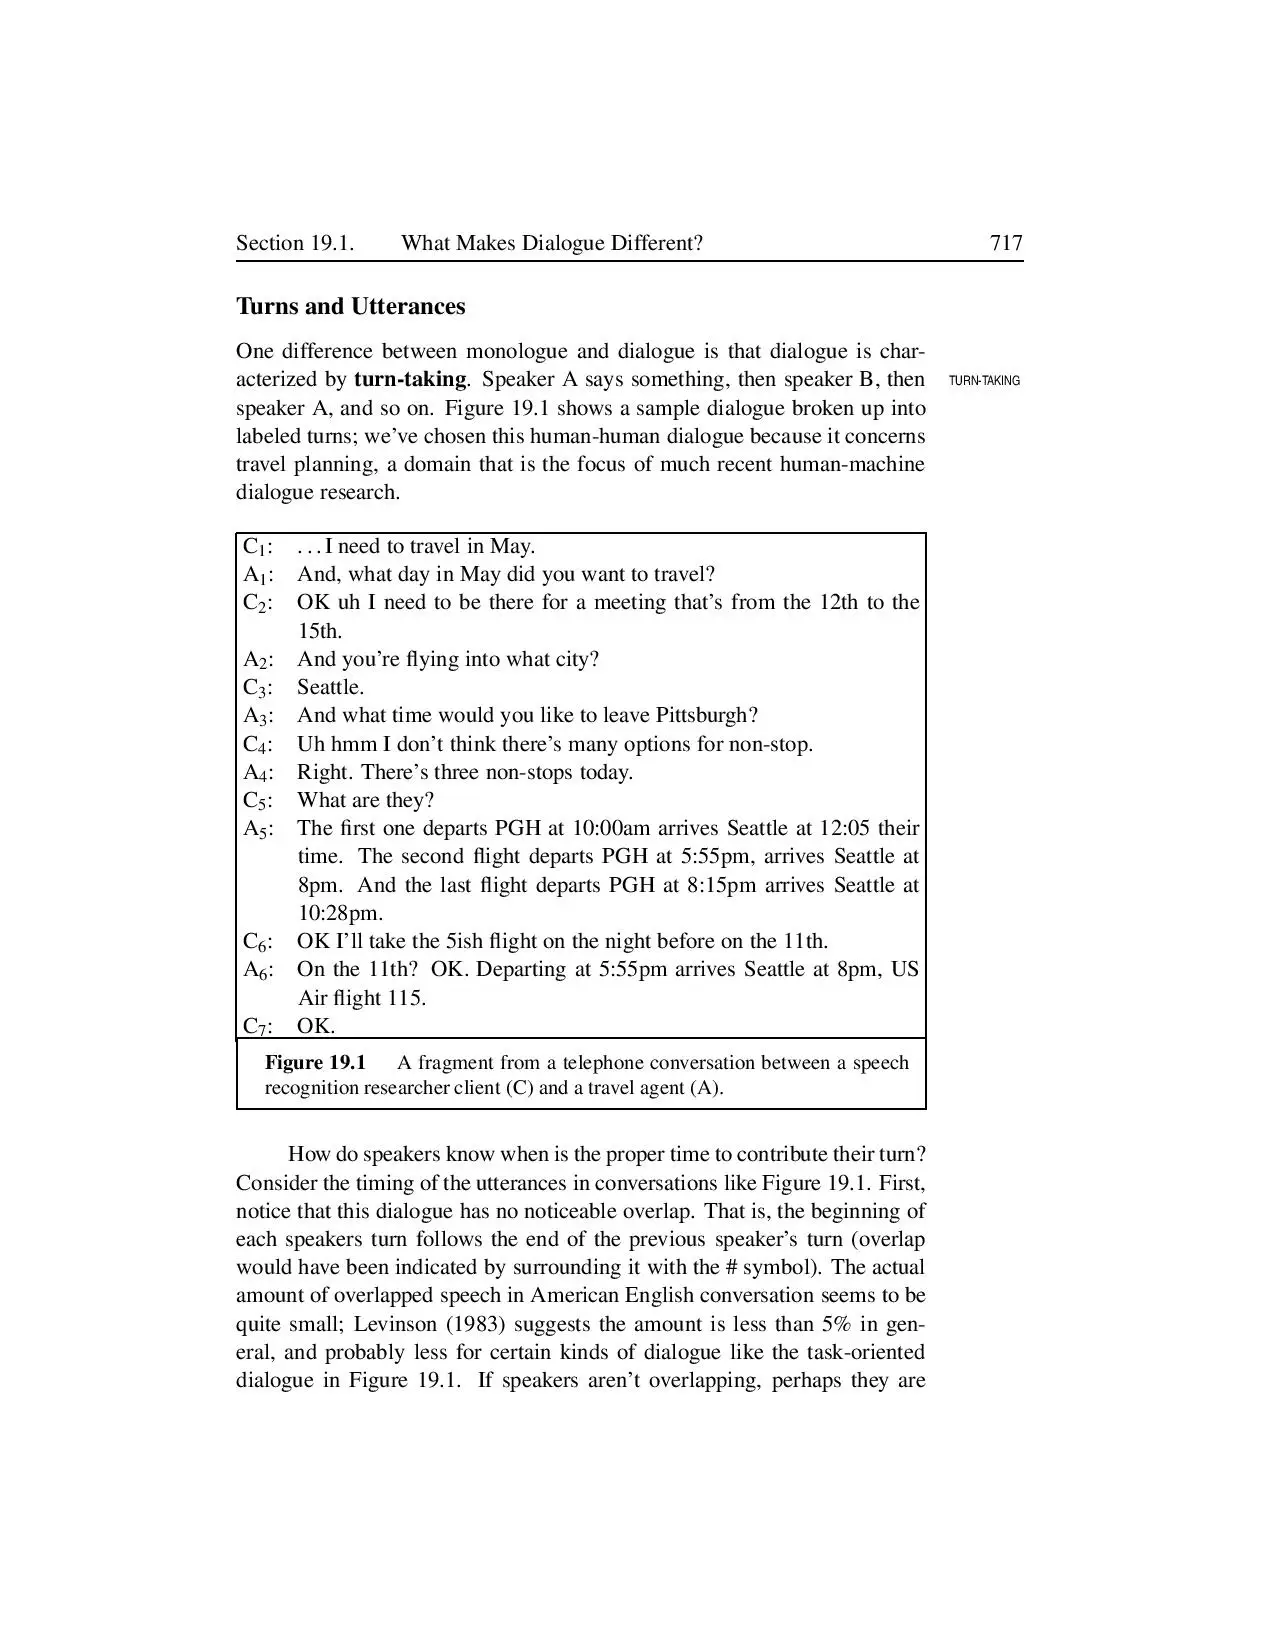 Section 19.1. What Makes Dialogue Different? 717
Turns and Utterances
One difference between monologue and dialogue is that dialogue is char-
acterized by turn-taking. Speaker A says something, then speaker B, then
TURN-TAKING
speaker A, and so on. Figure 19.1 shows a sample dialogue broken up into
labeled turns; we've chosen this human-human dialogue because it concerns
travel planning, a domain that is the focus of much recent human-machine
dialogue research.
C₁: ...I need to travel in May.
A₁: And, what day in May did you want to travel?
C₂: OK uh I need to be there for a meeting that's from the 12th to the
15th.
A₂: And you're flying into what city?
C₃: Seattle.
A₃: And what time would you like to leave Pittsburgh?
C₄: Uh hmm I don't think there's many options for non-stop.
A₄: Right. There's three non-stops today.
C₅: What are they?
A₅: The first one departs PGH at 10:00am arrives Seattle at 12:05 their
time. The second flight departs PGH at 5:55pm, arrives Seattle at
8pm. And the last flight departs PGH at 8:15pm arrives Seattle at
10:28pm.
C₆: OK I'll take the 5ish flight on the night before on the 11th.
A₆: On the 11th? OK. Departing at 5:55pm arrives Seattle at 8pm, US
Air flight 115.
C₇: OK.
Figure 19.1 A fragment from a telephone conversation between a speech
recognition researcher client (C) and a travel agent (A).
How do speakers know when is the proper time to contribute their turn?
Consider the timing of the utterances in conversations like Figure 19.1. First,
notice that this dialogue has no noticeable overlap. That is, the beginning of
each speakers turn follows the end of the previous speaker's turn (overlap
would have been indicated by surrounding it with the # symbol). The actual
amount of overlapped speech in American English conversation seems to be
quite small; Levinson (1983) suggests the amount is less than 5% in gen-
eral, and probably less for certain kinds of dialogue like the task-oriented
dialogue in Figure 19.1. If speakers aren't overlapping, perhaps they are